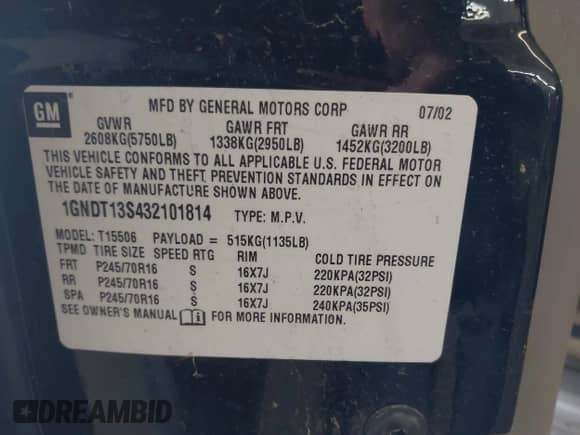 GM ®
MFD BY GENERAL MOTORS CORP 07/02
GVWR GAWR FRT GAWR RR
2608KG(5750LB) 1338KG(2950LB) 1452KG(3200LB)
THIS VEHICLE CONFORMS TO ALL APPLICABLE U.S. FEDERAL MOTOR
VEHICLE SAFETY AND THEFT PREVENTION STANDARDS IN EFFECT ON
THE DATE OF MANUFACTURE SHOWN ABOVE.
1GNDT13S432101814 TYPE: M.P.V.
MODEL: T15506 PAYLOAD = 515KG(1135LB)
TPMD TIRE SIZE SPEED RTG RIM COLD TIRE PRESSURE
FRT P245/70R16 S 16X7J 220KPA(32PSI)
RR P245/70R16 S 16X7J 220KPA(32PSI)
SPA P245/70R16 S 16X7J 240KPA(35PSI)
SEE OWNER'S MANUAL FOR MORE INFORMATION.
DREAMBID